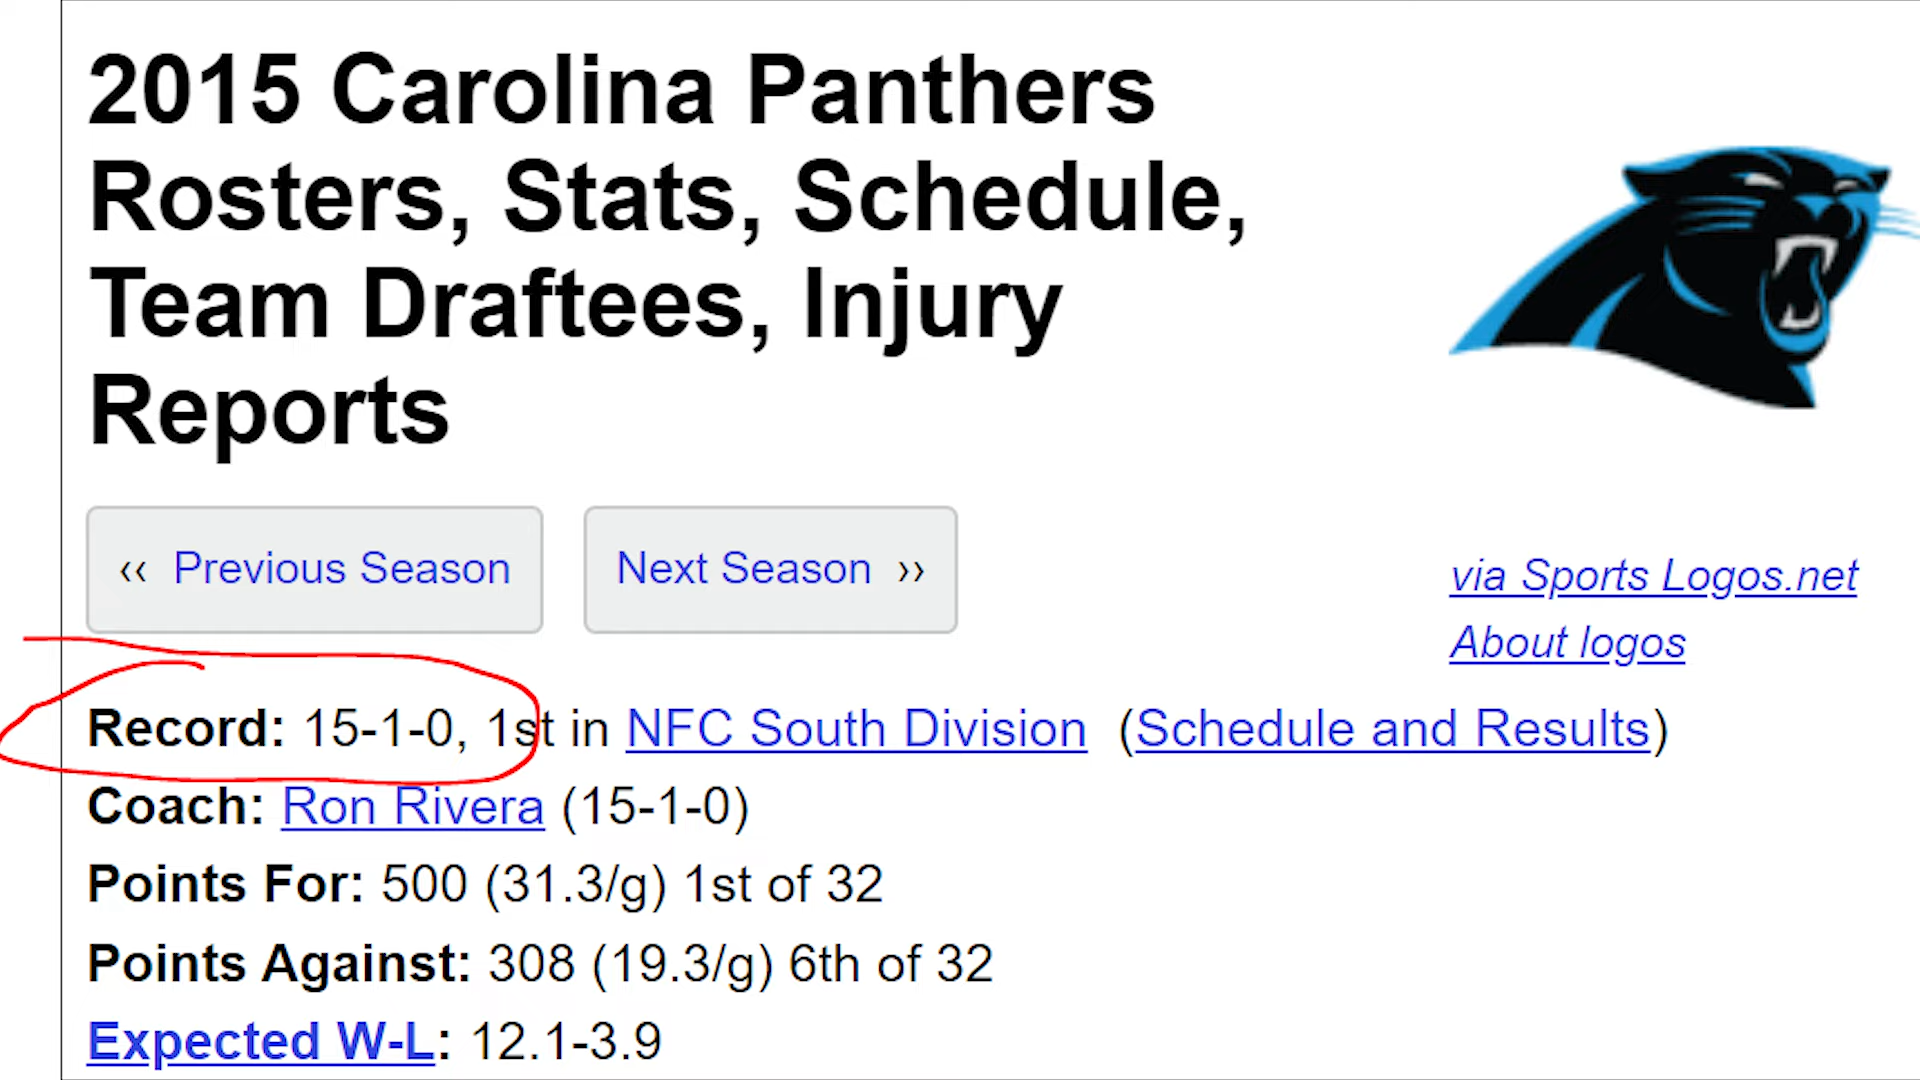 2015 Carolina Panthers
Rosters, Stats, Schedule,
Team Draftees, Injury
Reports
‹‹ Previous Season
Next Season ››
via Sports Logos.net
About logos
Record: 15-1-0, 1st in NFC South Division (Schedule and Results)
Coach: Ron Rivera (15-1-0)
Points For: 500 (31.3/g) 1st of 32
Points Against: 308 (19.3/g) 6th of 32
Expected W-L: 12.1-3.9